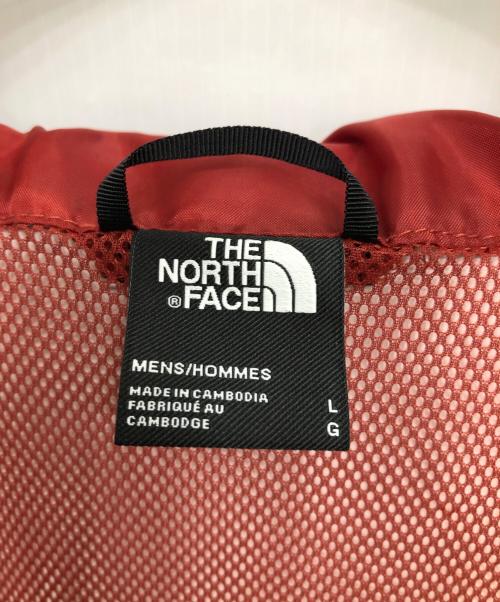 THE
NORTH
® FACE
MENS/HOMMES
MADE IN CAMBODIA
FABRIQUÉ AU
CAMBODGE
L
G